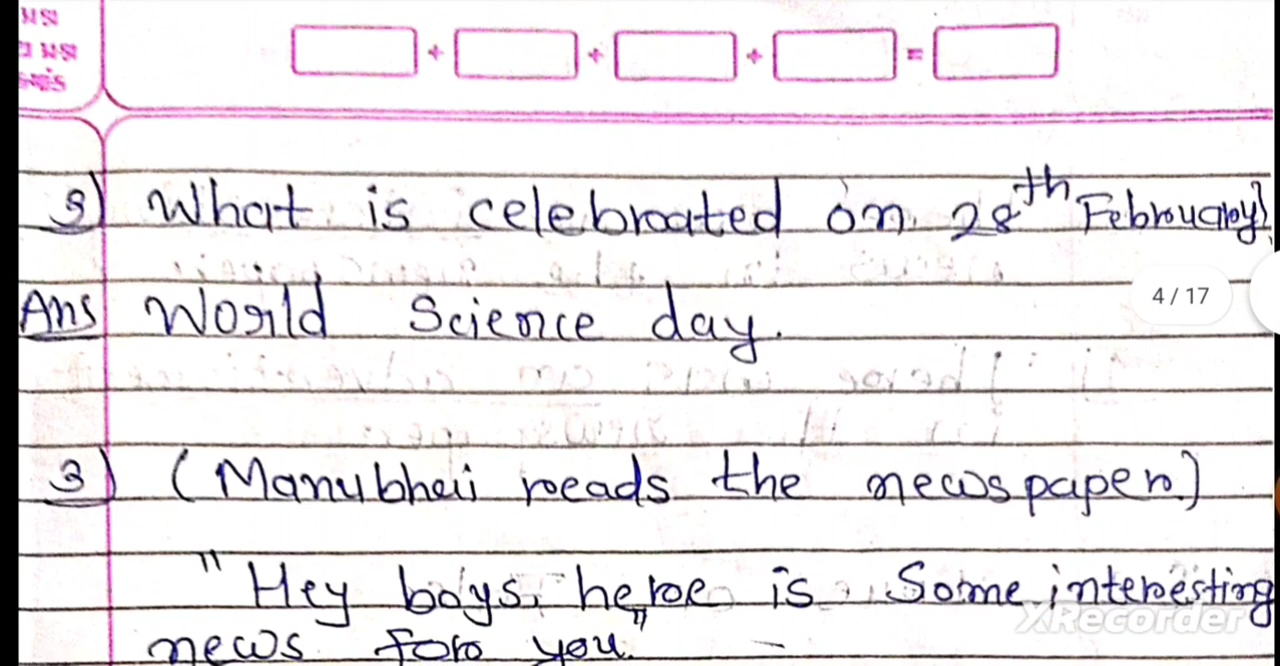 + + + =
8) What is celebrated on 28th February?
4 / 17
Ans World Science day.
3) (Manubhai reads the newspaper.)
"Hey boys, here is Some interesting
XRecorder
news for you."